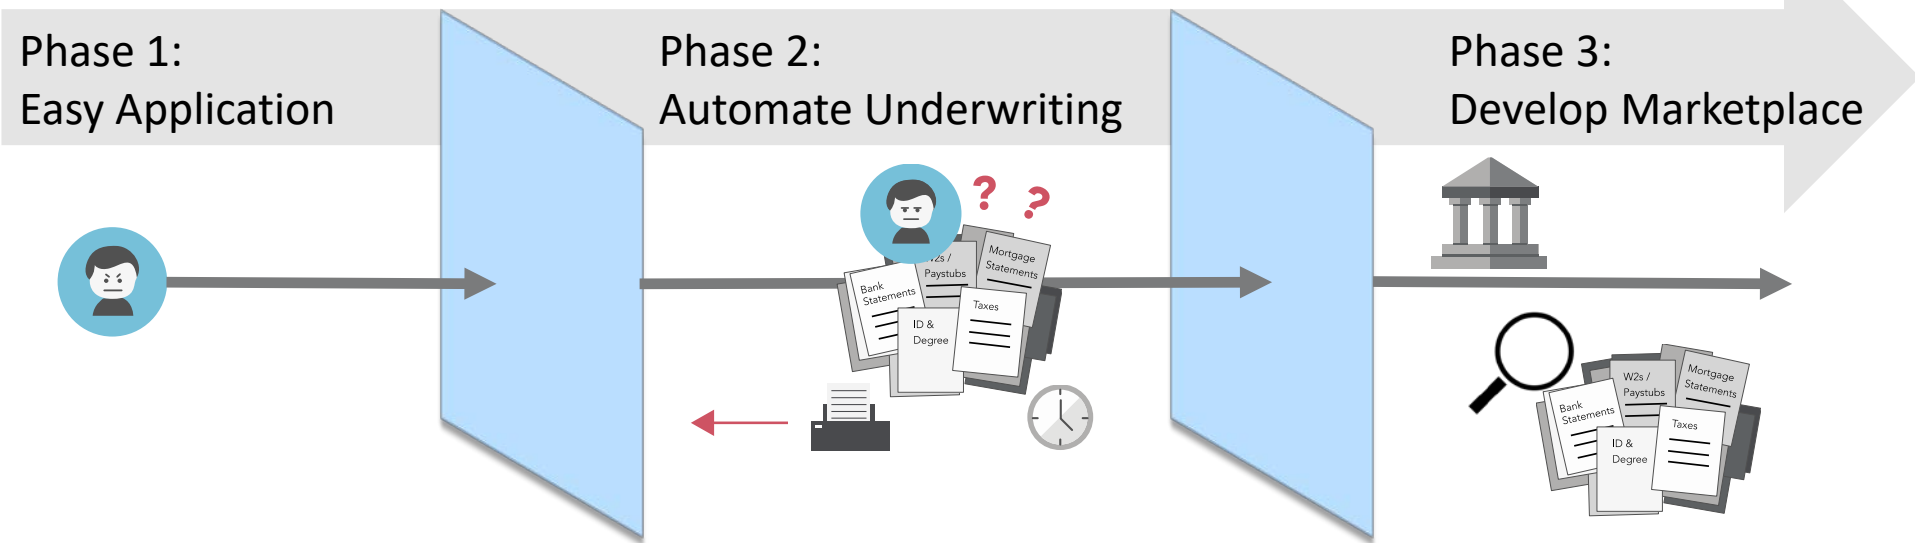 Phase 1:
Easy Application
Phase 2:
Automate Underwriting
Phase 3:
Develop Marketplace
? ?
Bank
Statements
W2s /
Paystubs
Mortgage
Statements
ID &
Degree
Taxes
Bank
Statements
W2s /
Paystubs
Mortgage
Statements
ID &
Degree
Taxes